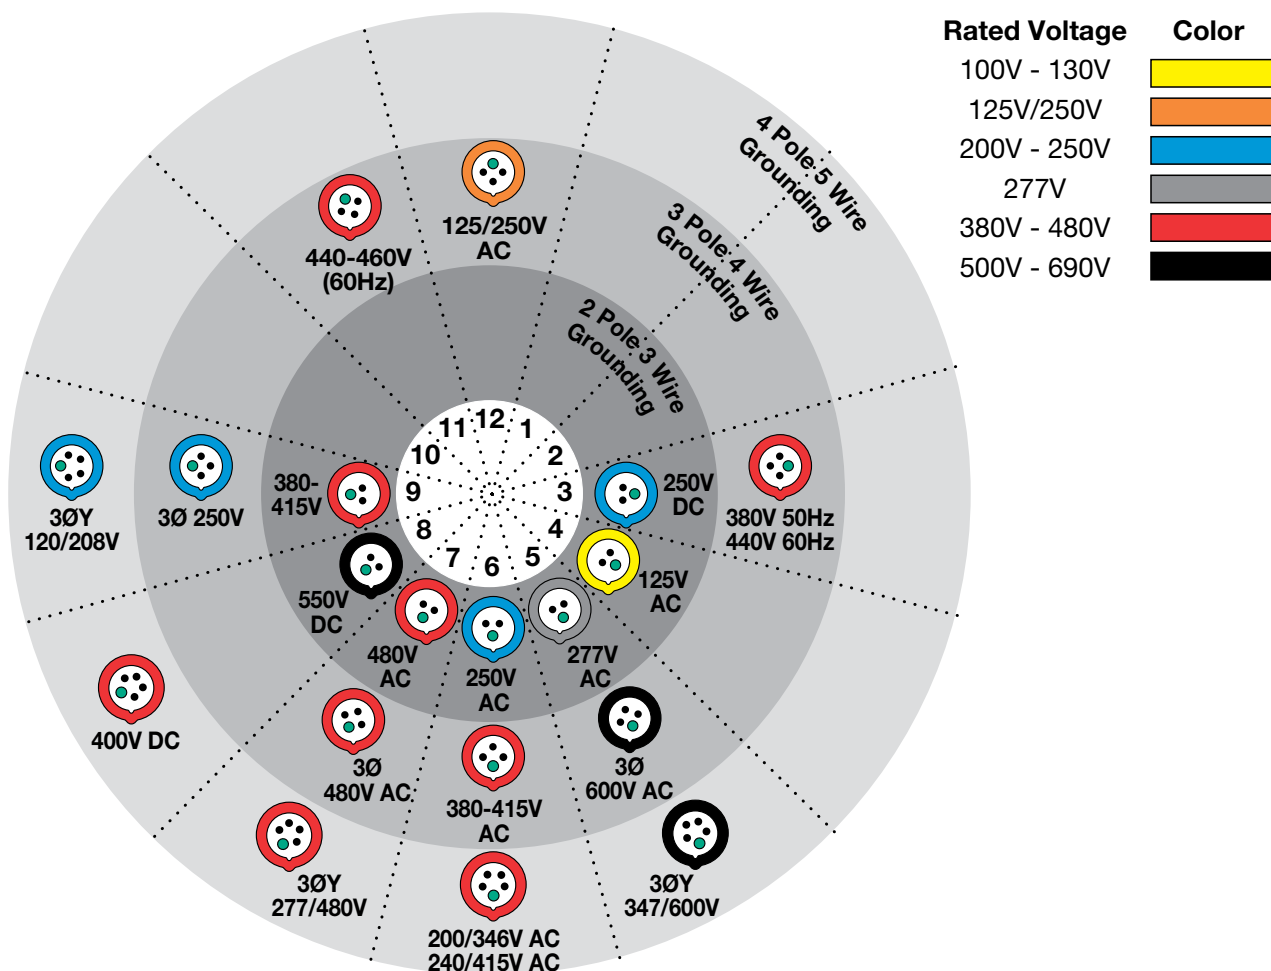 Rated Voltage Color
100V - 130V
125V/250V
200V - 250V
277V
380V - 480V
500V - 690V
4 Pole 5 Wire
Grounding
3 Pole 4 Wire
Grounding
2 Pole 3 Wire
Grounding
440-460V
(60Hz)
125/250V
AC
12
1
2
3
4
5
6
7
8
9
10
11
3ØY
120/208V
3Ø 250V
380-
415V
250V
DC
380V 50Hz
440V 60Hz
550V
DC
480V
AC
250V
AC
277V
AC
125V
AC
400V DC
3Ø
480V AC
380-415V
AC
3Ø
600V AC
3ØY
277/480V
200/346V AC
240/415V AC
3ØY
347/600V